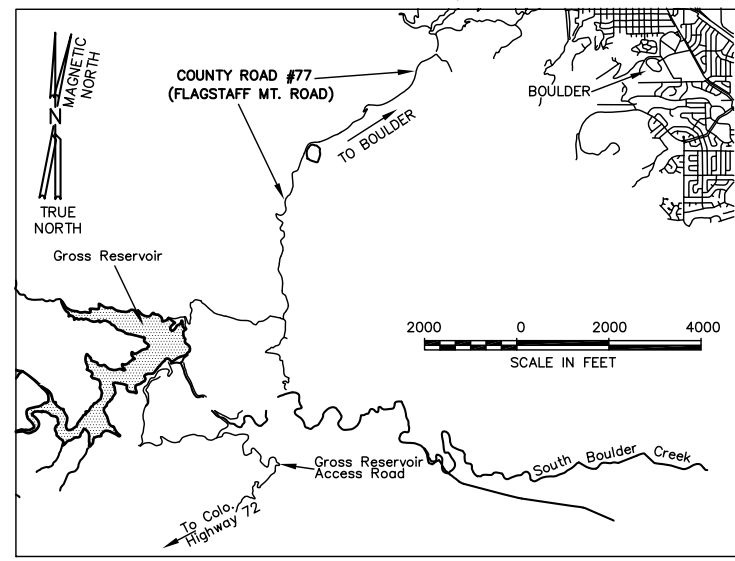 MAGNETIC
NORTH
N
TRUE
NORTH
COUNTY ROAD #77
(FLAGSTAFF MT. ROAD)
TO BOULDER
BOULDER
Gross Reservoir
2000 0 2000 4000
SCALE IN FEET
Gross Reservoir
Access Road
South Boulder Creek
To Colo.
Highway 72